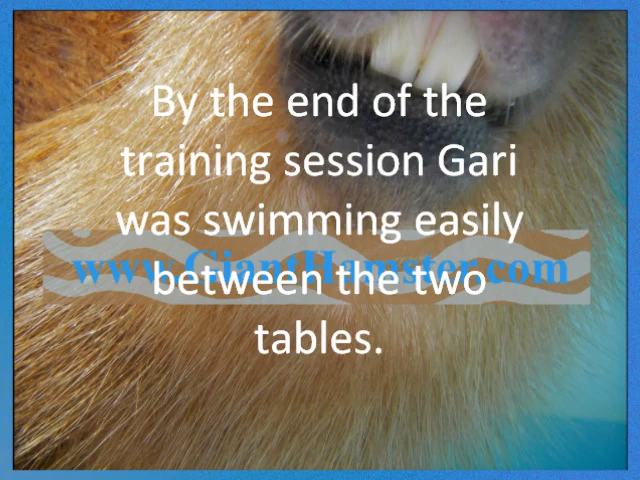 By the end of the
training session Gari
was swimming easily
www.GiantHamster.com
between the two
tables.